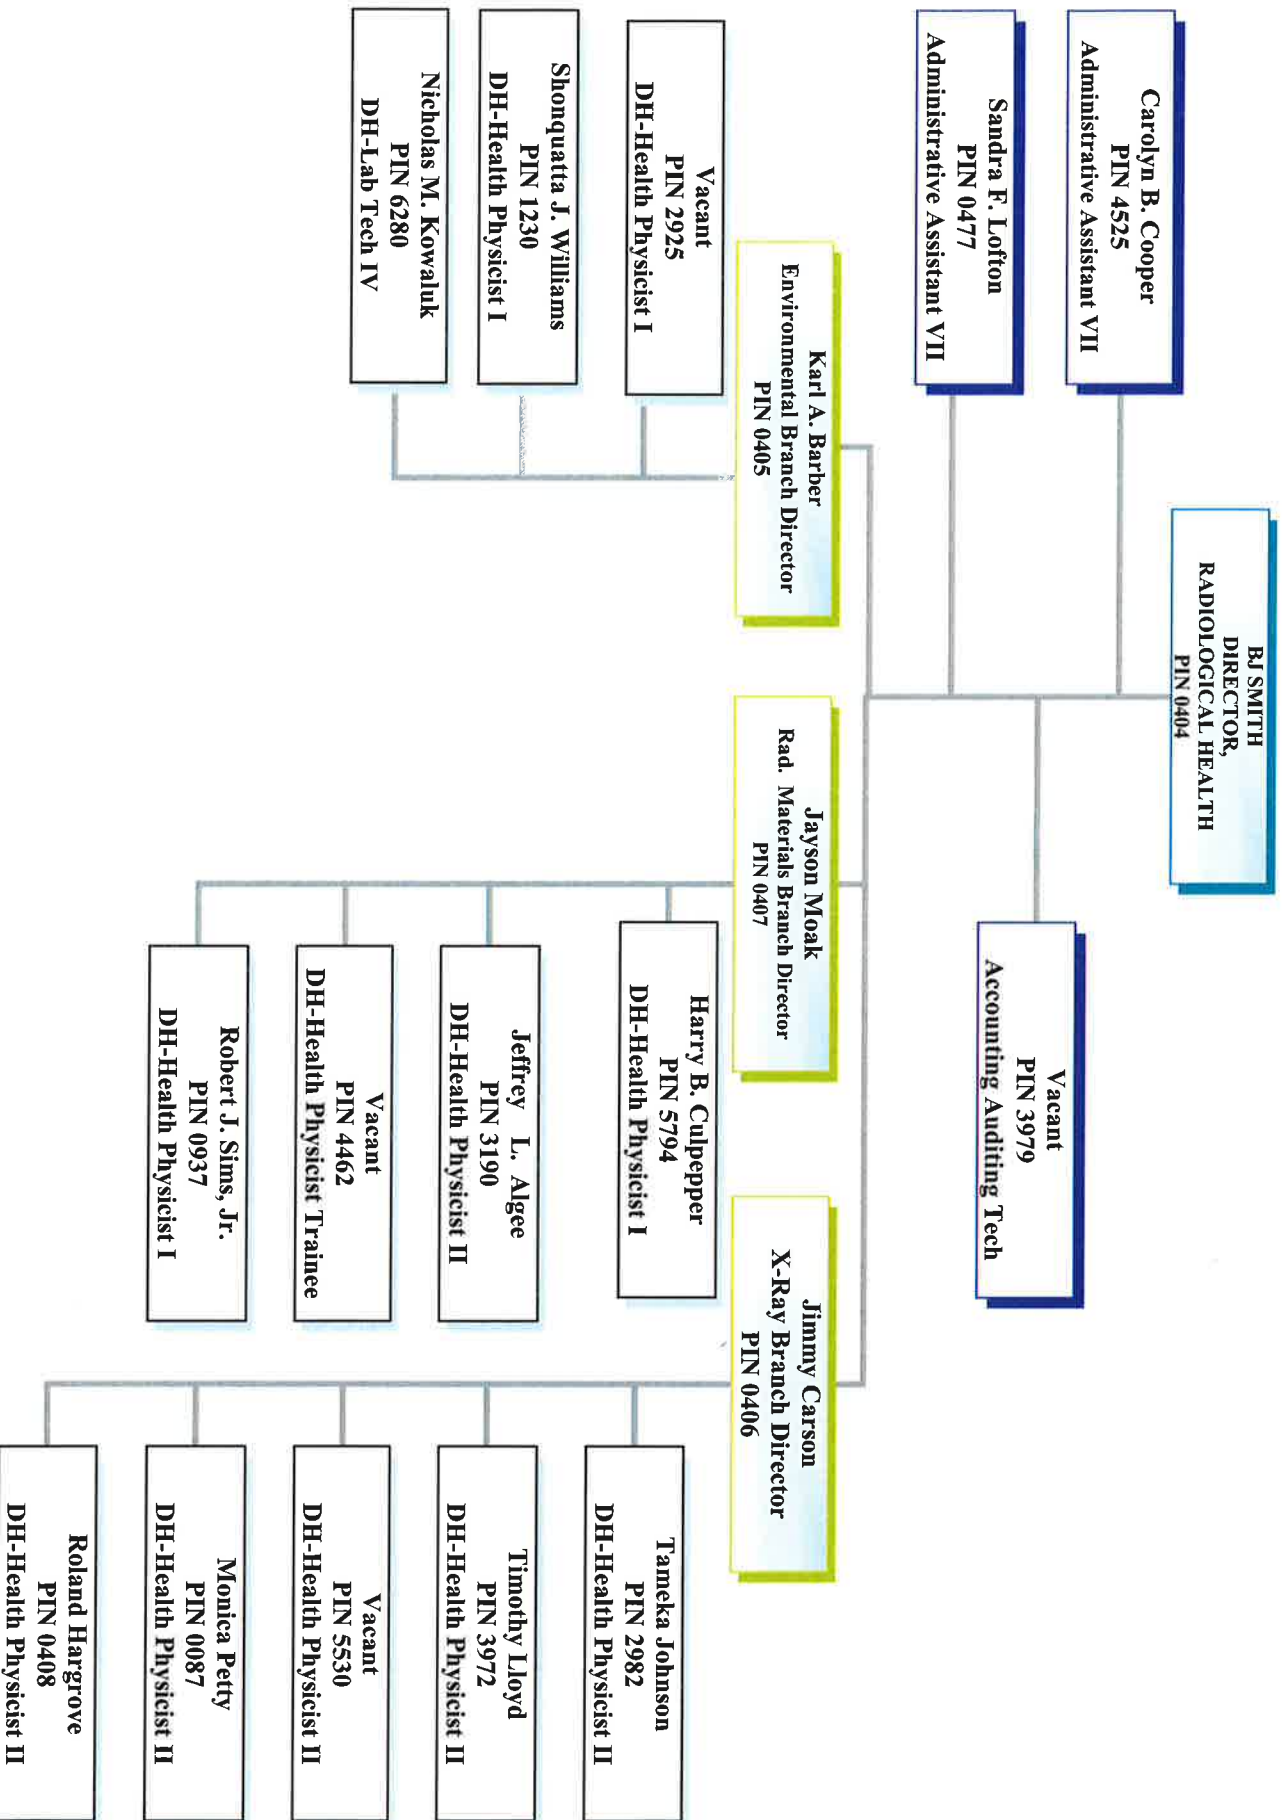 BJ SMITH
DIRECTOR,
RADIOLOGICAL HEALTH
PIN 0404
Carolyn B. Cooper
PIN 4525
Administrative Assistant VII
Vacant
PIN 3979
Accounting Auditing Tech
Sandra F. Lofton
PIN 0477
Administrative Assistant VII
Karl A. Barber
Environmental Branch Director
PIN 0405
Vacant
PIN 2925
DH-Health Physicist I
Shonquatta J. Williams
PIN 1230
DH-Health Physicist I
Nicholas M. Kowaluk
PIN 6280
DH-Lab Tech IV
Jayson Moak
Rad. Materials Branch Director
PIN 0407
Harry B. Culpepper
PIN 5794
DH-Health Physicist I
Jeffrey L. Algee
PIN 3190
DH-Health Physicist II
Vacant
PIN 4462
DH-Health Physicist Trainee
Robert J. Sims, Jr.
PIN 0937
DH-Health Physicist I
Jimmy Carson
X-Ray Branch Director
PIN 0406
Tameka Johnson
PIN 2982
DH-Health Physicist II
Timothy Lloyd
PIN 3972
DH-Health Physicist II
Vacant
PIN 5530
DH-Health Physicist II
Monica Petty
PIN 0087
DH-Health Physicist II
Roland Hargrove
PIN 0408
DH-Health Physicist II